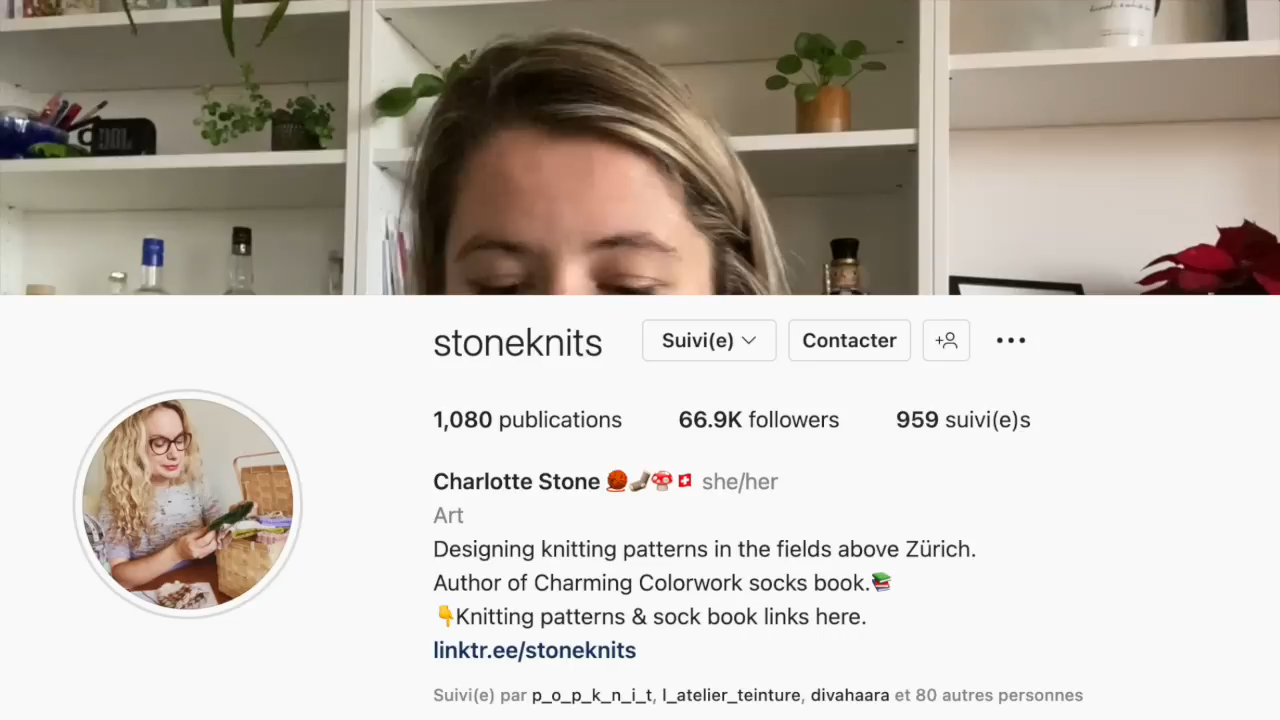 JBL
stoneknits
Suivi(e)
Contacter
1,080 publications
66.9K followers
959 suivi(e)s
Charlotte Stone 🧶🧦🍄🇨🇭 she/her
Art
Designing knitting patterns in the fields above Zürich.
Author of Charming Colorwork socks book.📚
👇Knitting patterns & sock book links here.
linktr.ee/stoneknits
Suivi(e) par p_o_p_k_n_i_t, l_atelier_teinture, divahaara et 80 autres personnes